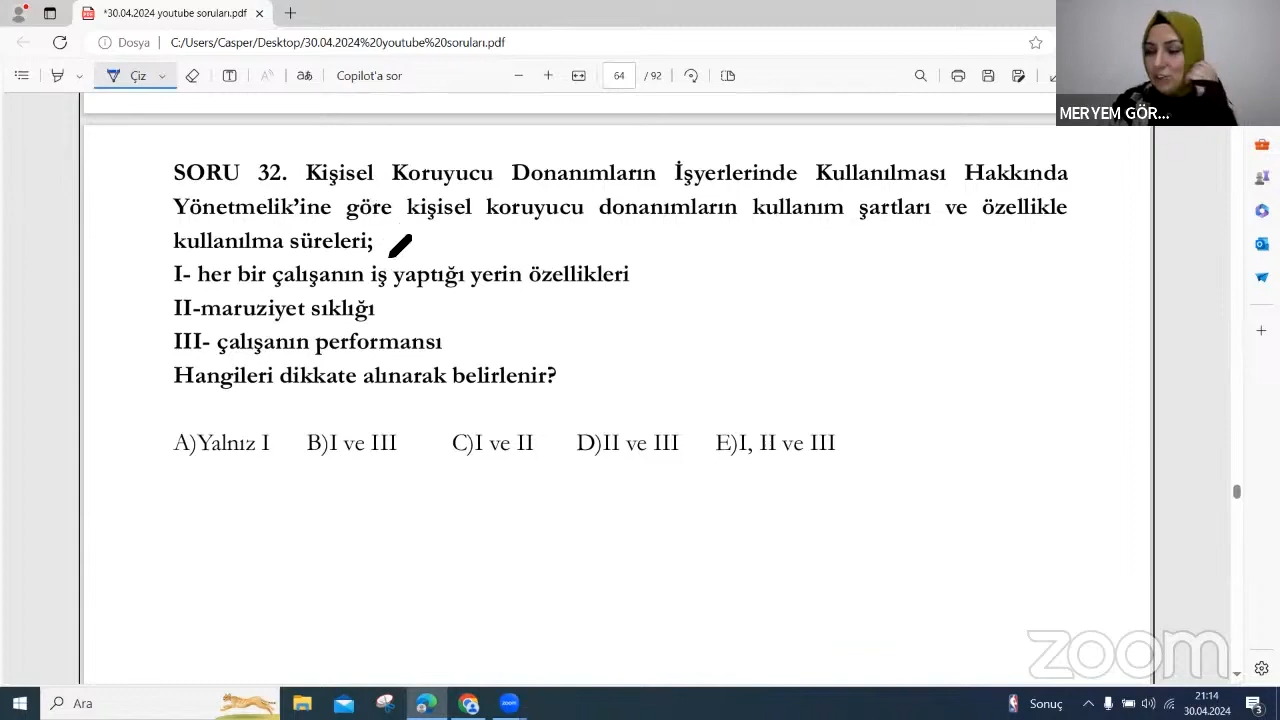 *30.04.2024 youtube soruları.pdf
Dosya C:/Users/Casper/Desktop/30.04.2024%20youtube%20soruları.pdf
Çiz Copilot'a sor 64 / 92
MERYEM GÖR...
SORU 32. Kişisel Koruyucu Donanımların İşyerlerinde Kullanılması Hakkında
Yönetmelik’ine göre kişisel koruyucu donanımların kullanım şartları ve özellikle
kullanılma süreleri;
I- her bir çalışanın iş yaptığı yerin özellikleri
II-maruziyet sıklığı
III- çalışanın performansı
Hangileri dikkate alınarak belirlenir?
A)Yalnız I B)I ve III C)I ve II D)II ve III E)I, II ve III
zoom
Ara zoom Sonuç 21:14
30.04.2024 3